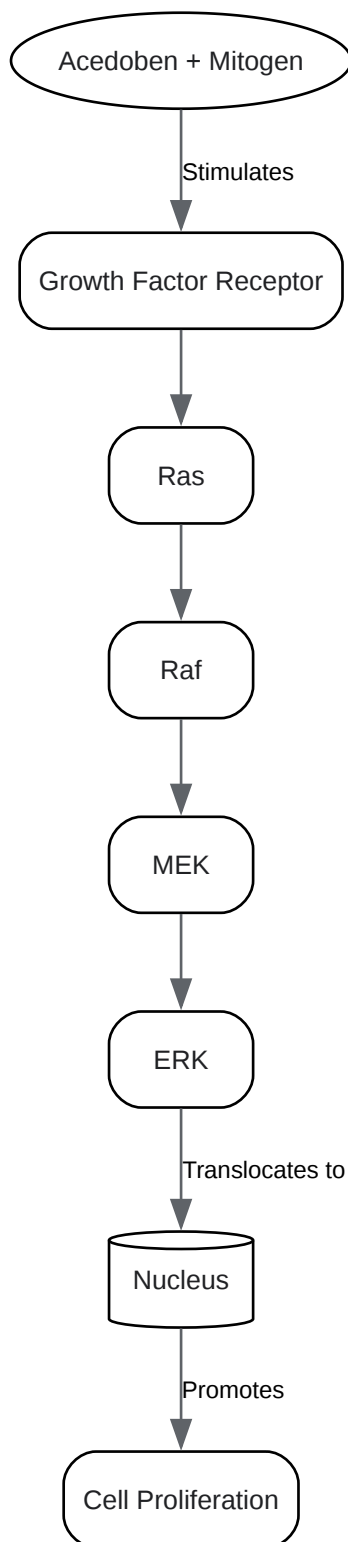 Acedoben + Mitogen
Stimulates
Growth Factor Receptor
Ras
Raf
MEK
ERK
Translocates to
Nucleus
Promotes
Cell Proliferation